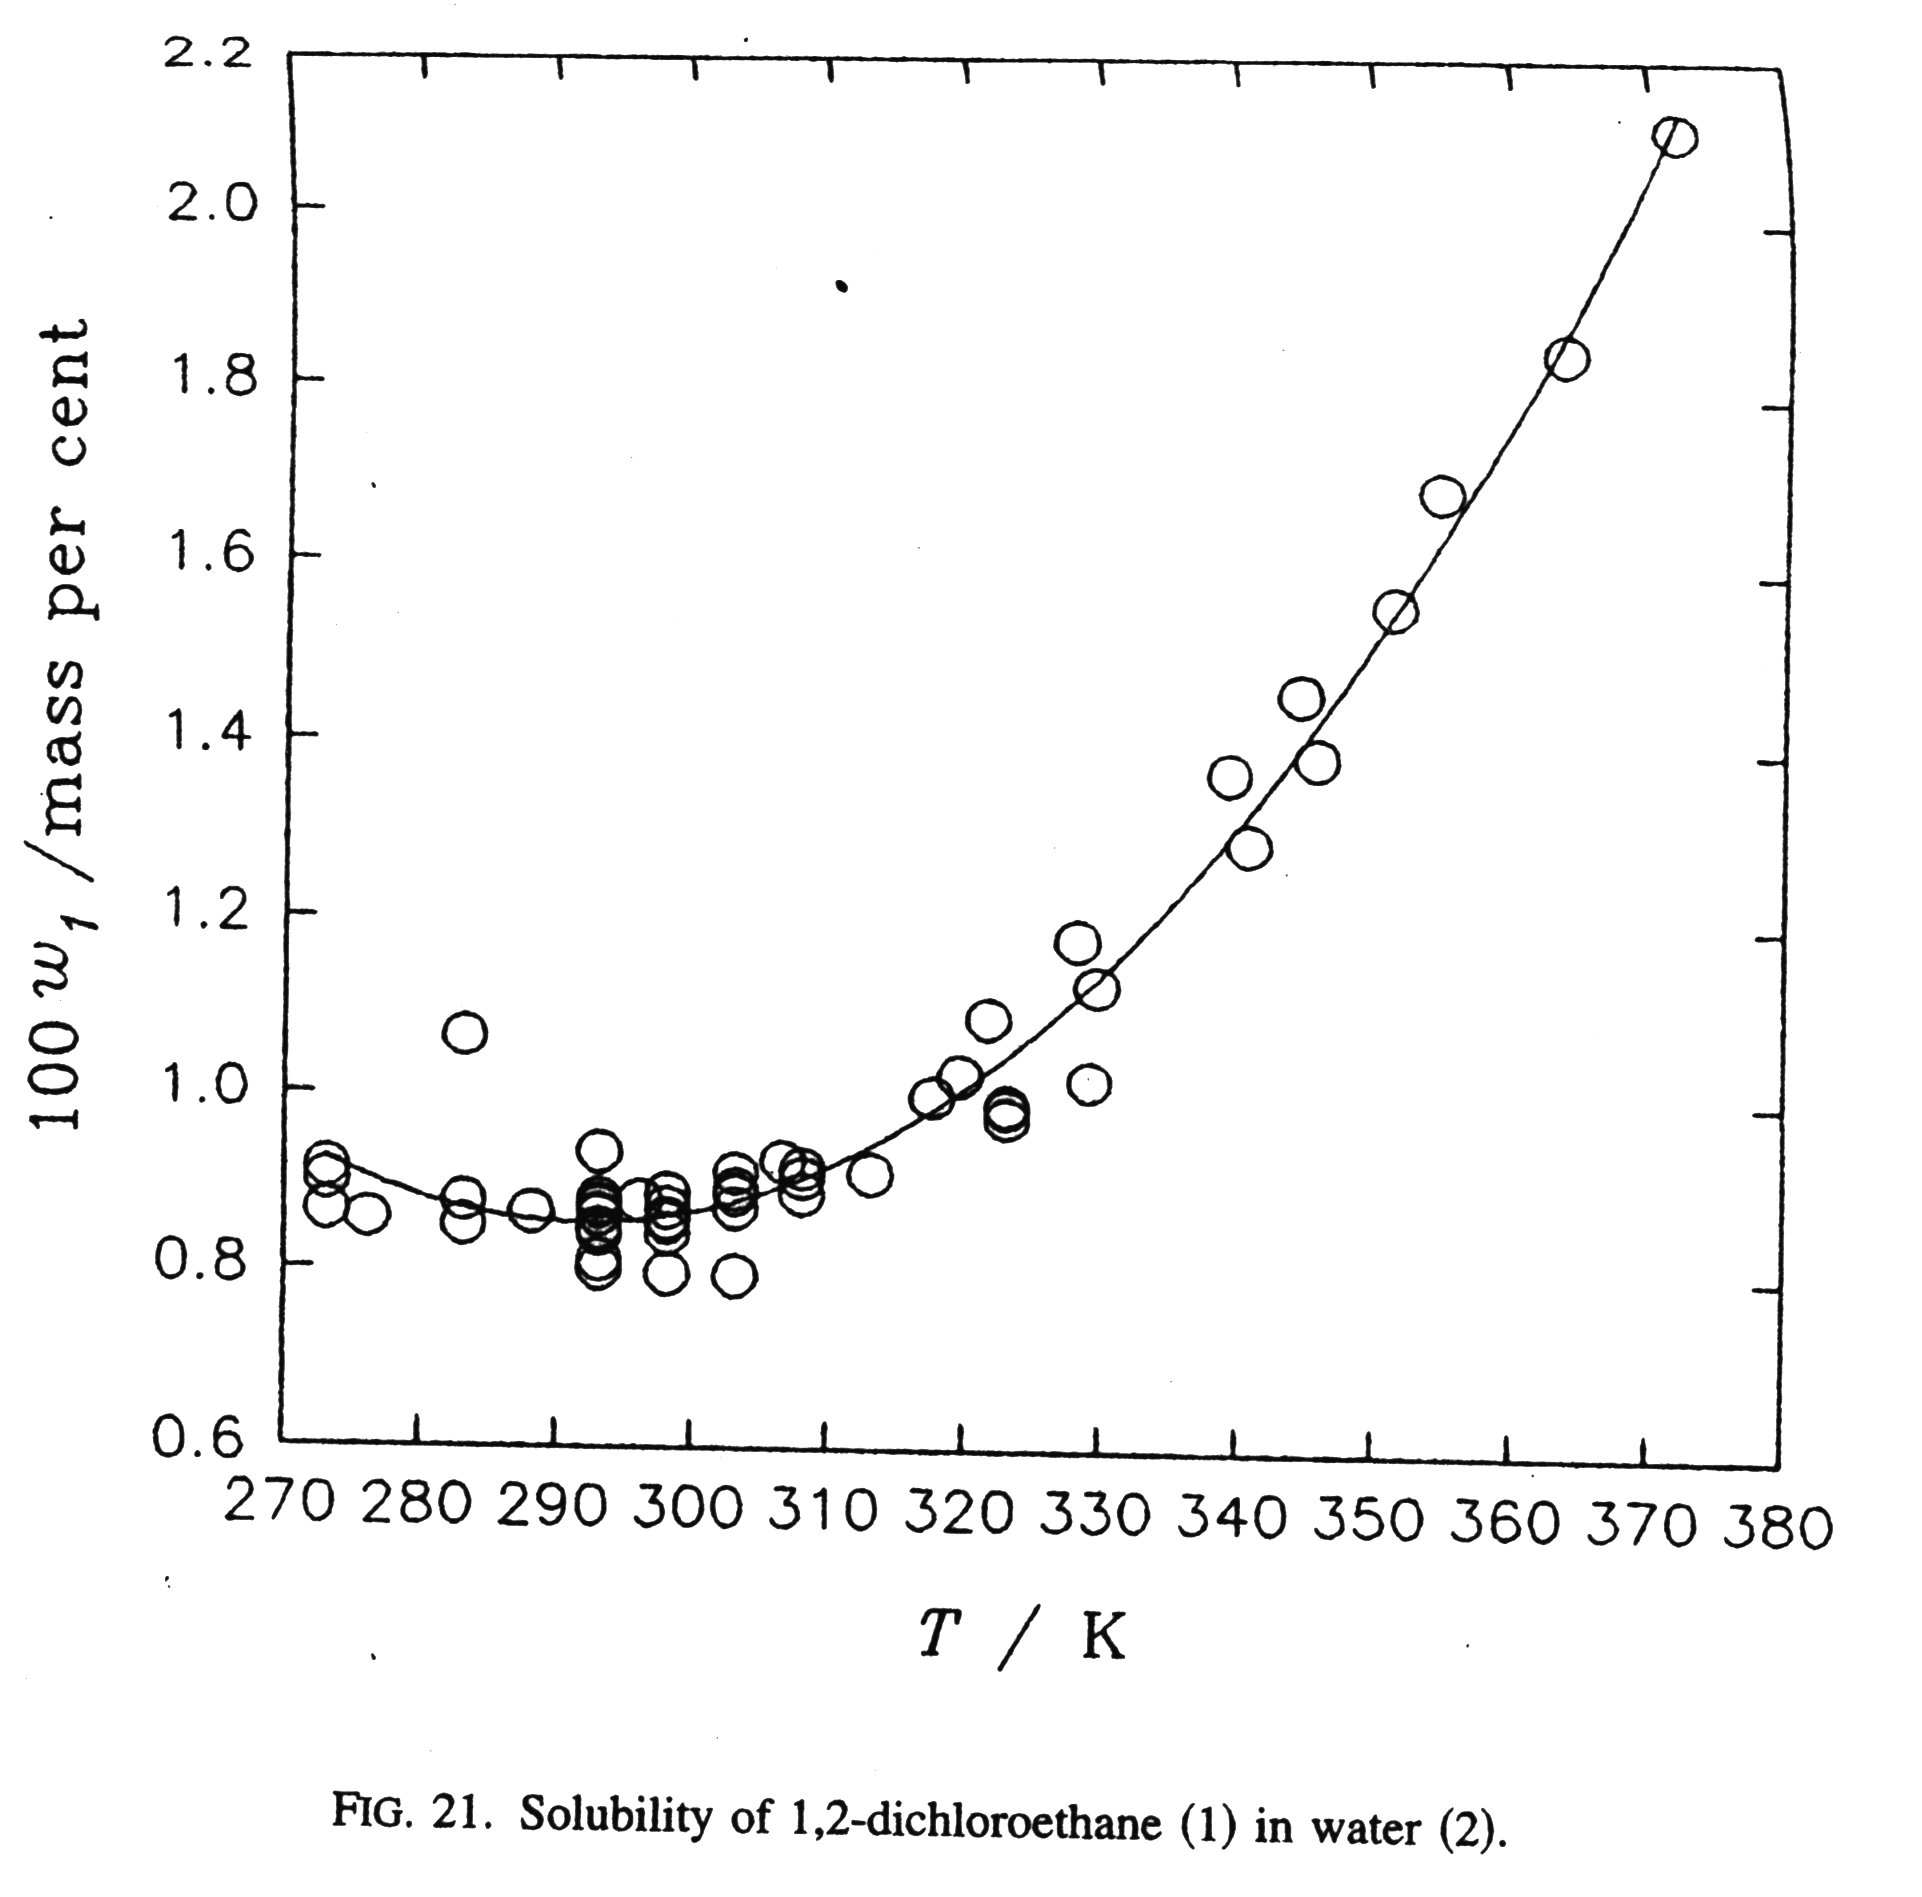 2.2
2.0
1.8
1.6
1.4
1.2
1.0
0.8
0.6
100 w₁/mass per cent
270 280 290 300 310 320 330 340 350 360 370 380
T / K
FIG. 21. Solubility of 1,2-dichloroethane (1) in water (2).